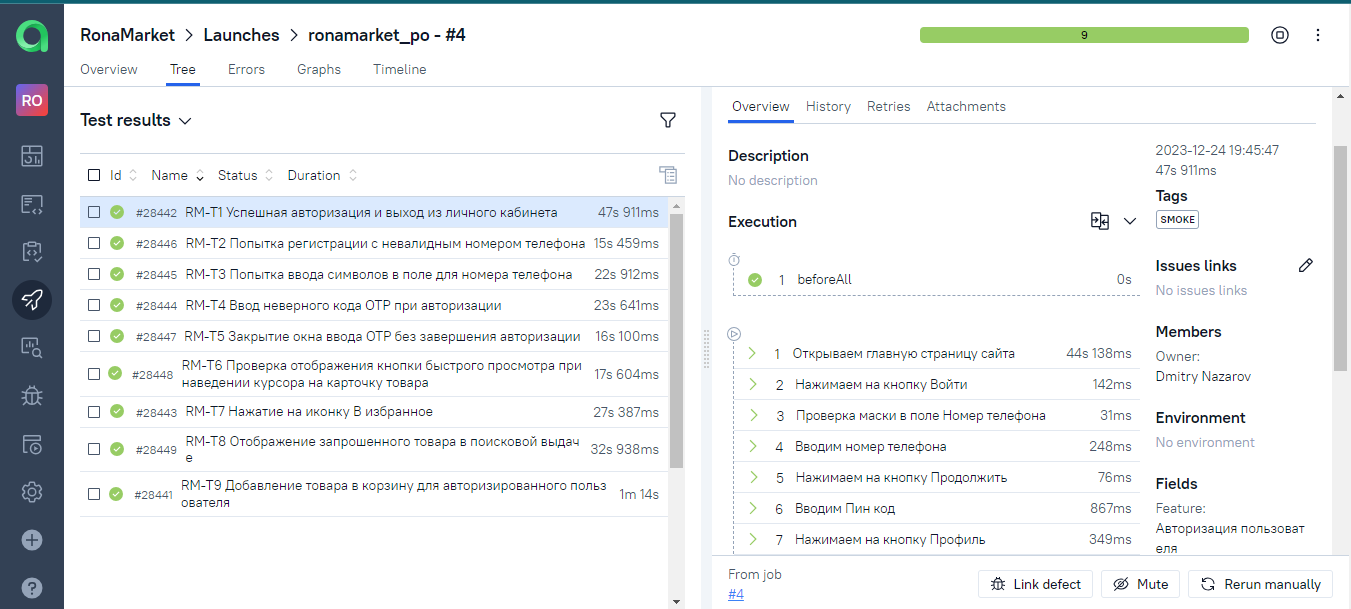 RonaMarket > Launches > ronamarket_po - #4
9
Overview Tree Errors Graphs Timeline
RO
Test results
Id Name Status Duration
#28442 RM-T1 Успешная авторизация и выход из личного кабинета 47s 911ms
#28446 RM-T2 Попытка регистрации с невалидным номером телефона 15s 459ms
#28445 RM-T3 Попытка ввода символов в поле для номера телефона 22s 912ms
#28444 RM-T4 Ввод неверного кода OTP при авторизации 23s 641ms
#28447 RM-T5 Закрытие окна ввода OTP без завершения авторизации 16s 100ms
#28448 RM-T6 Проверка отображения кнопки быстрого просмотра при
наведении курсора на карточку товара 17s 604ms
#28443 RM-T7 Нажатие на иконку В избранное 27s 387ms
#28449 RM-T8 Отображение запрошенного товара в поисковой выдач
е 32s 938ms
#28441 RM-T9 Добавление товара в корзину для авторизированного польз
ователя 1m 14s
Overview History Retries Attachments
Description
No description
Execution
1 beforeAll 0s
1 Открываем главную страницу сайта 44s 138ms
2 Нажимаем на кнопку Войти 142ms
3 Проверка маски в поле Номер телефона 31ms
4 Вводим номер телефона 248ms
5 Нажимаем на кнопку Продолжить 76ms
6 Вводим Пин код 867ms
7 Нажимаем на кнопку Профиль 349ms
2023-12-24 19:45:47
47s 911ms
Tags
SMOKE
Issues links
No issues links
Members
Owner:
Dmitry Nazarov
Environment
No environment
Fields
Feature:
Авторизация пользоват
еля
From job
#4
Link defect Mute Rerun manually